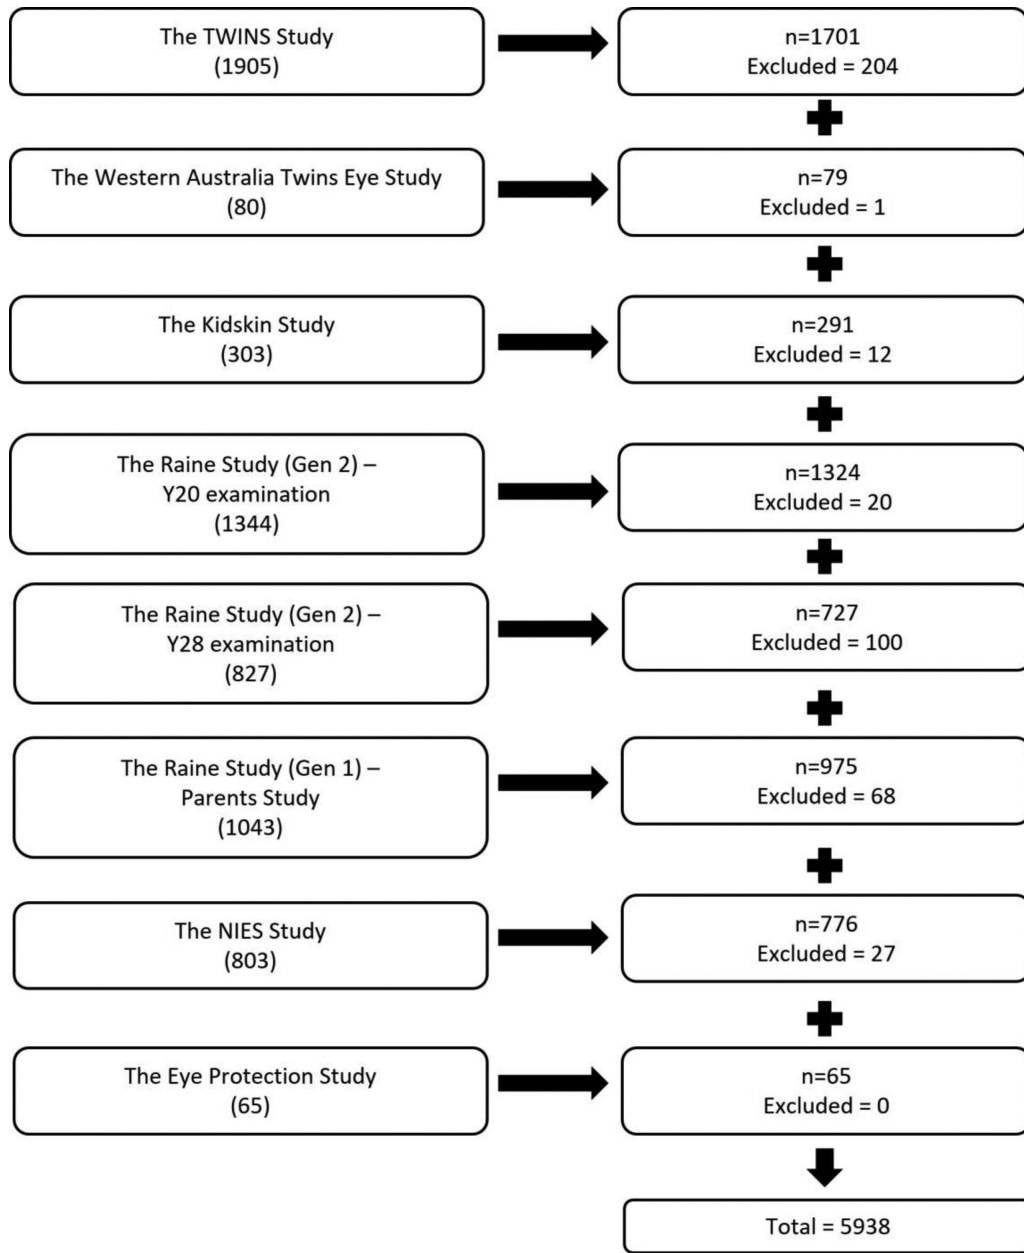 The TWINS Study
(1905)
n=1701
Excluded = 204
The Western Australia Twins Eye Study
(80)
n=79
Excluded = 1
The Kidskin Study
(303)
n=291
Excluded = 12
The Raine Study (Gen 2) –
Y20 examination
(1344)
n=1324
Excluded = 20
The Raine Study (Gen 2) –
Y28 examination
(827)
n=727
Excluded = 100
The Raine Study (Gen 1) –
Parents Study
(1043)
n=975
Excluded = 68
The NIES Study
(803)
n=776
Excluded = 27
The Eye Protection Study
(65)
n=65
Excluded = 0
Total = 5938